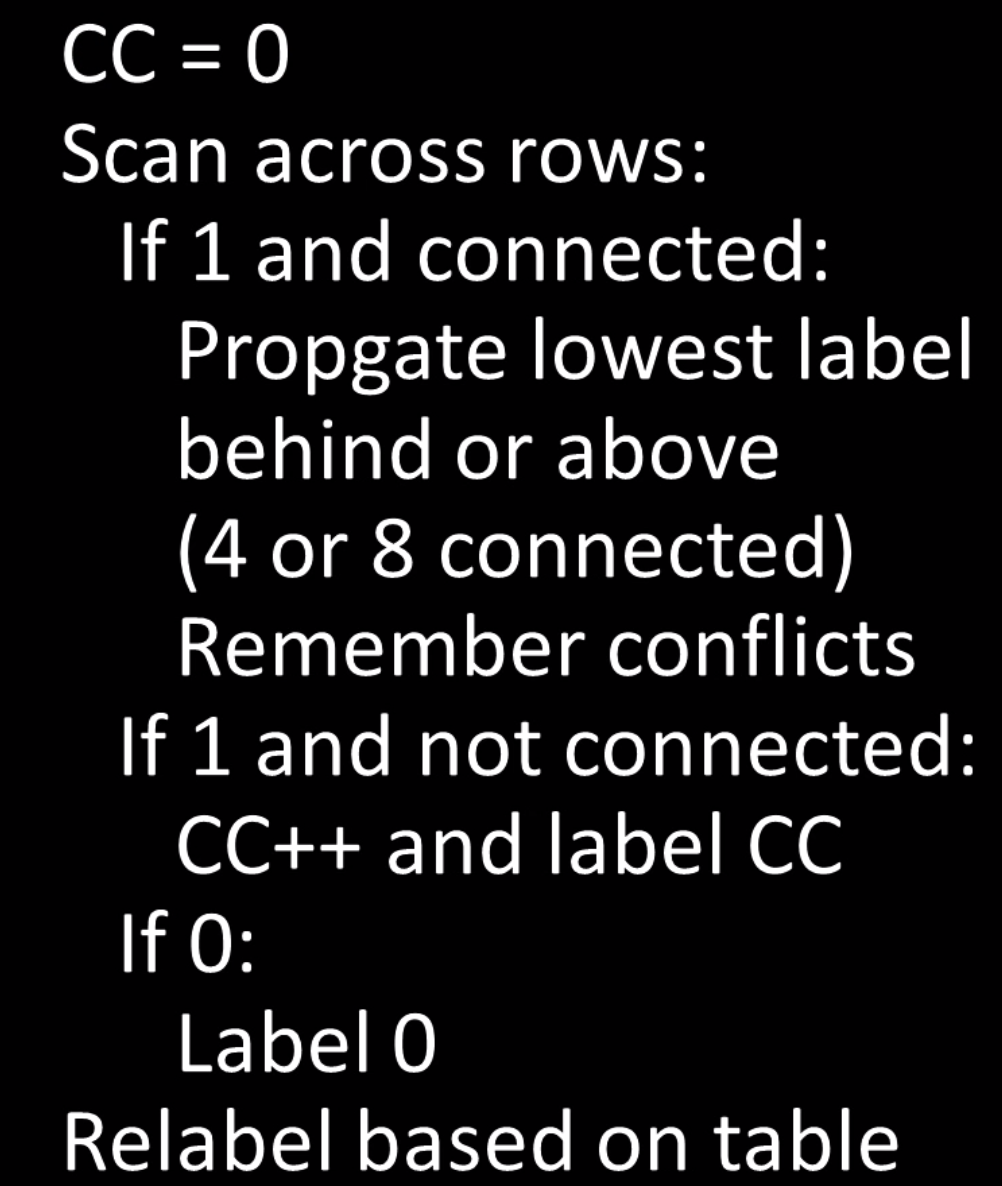 CC = 0
Scan across rows:
If 1 and connected:
Propgate lowest label
behind or above
(4 or 8 connected)
Remember conflicts
If 1 and not connected:
CC++ and label CC
If 0:
Label 0
Relabel based on table